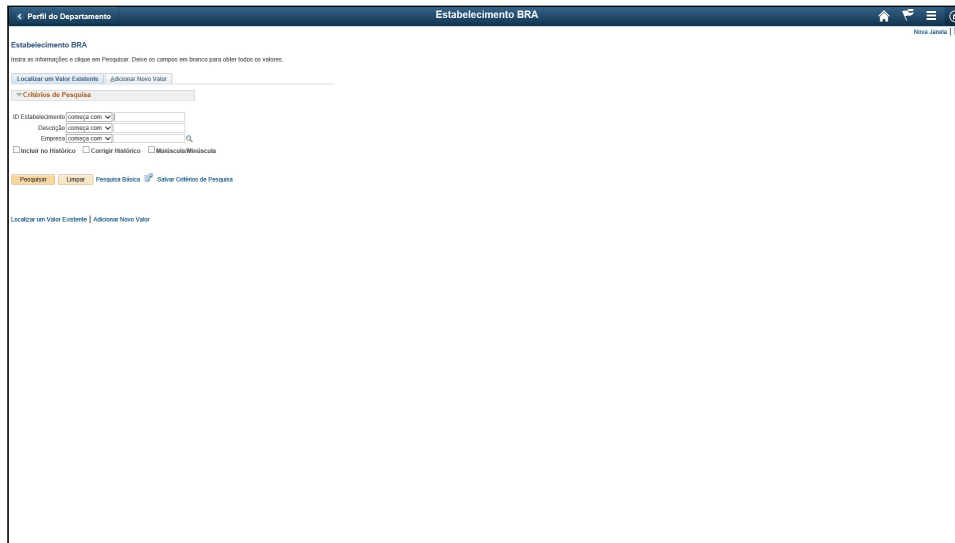 Perfil do Departamento
Estabelecimento BRA
Nova Janela |
Estabelecimento BRA
Insira as informações e clique em Pesquisar. Deixe os campos em branco para obter todos os valores.
Localizar um Valor Existente Adicionar Novo Valor
Critérios de Pesquisa
ID Estabelecimento começa com
Descrição começa com
Empresa começa com
Incluir no Histórico Corrigir Histórico Maiúscula/Minúscula
Pesquisar Limpar Pesquisa Básica Salvar Critérios de Pesquisa
Localizar um Valor Existente | Adicionar Novo Valor